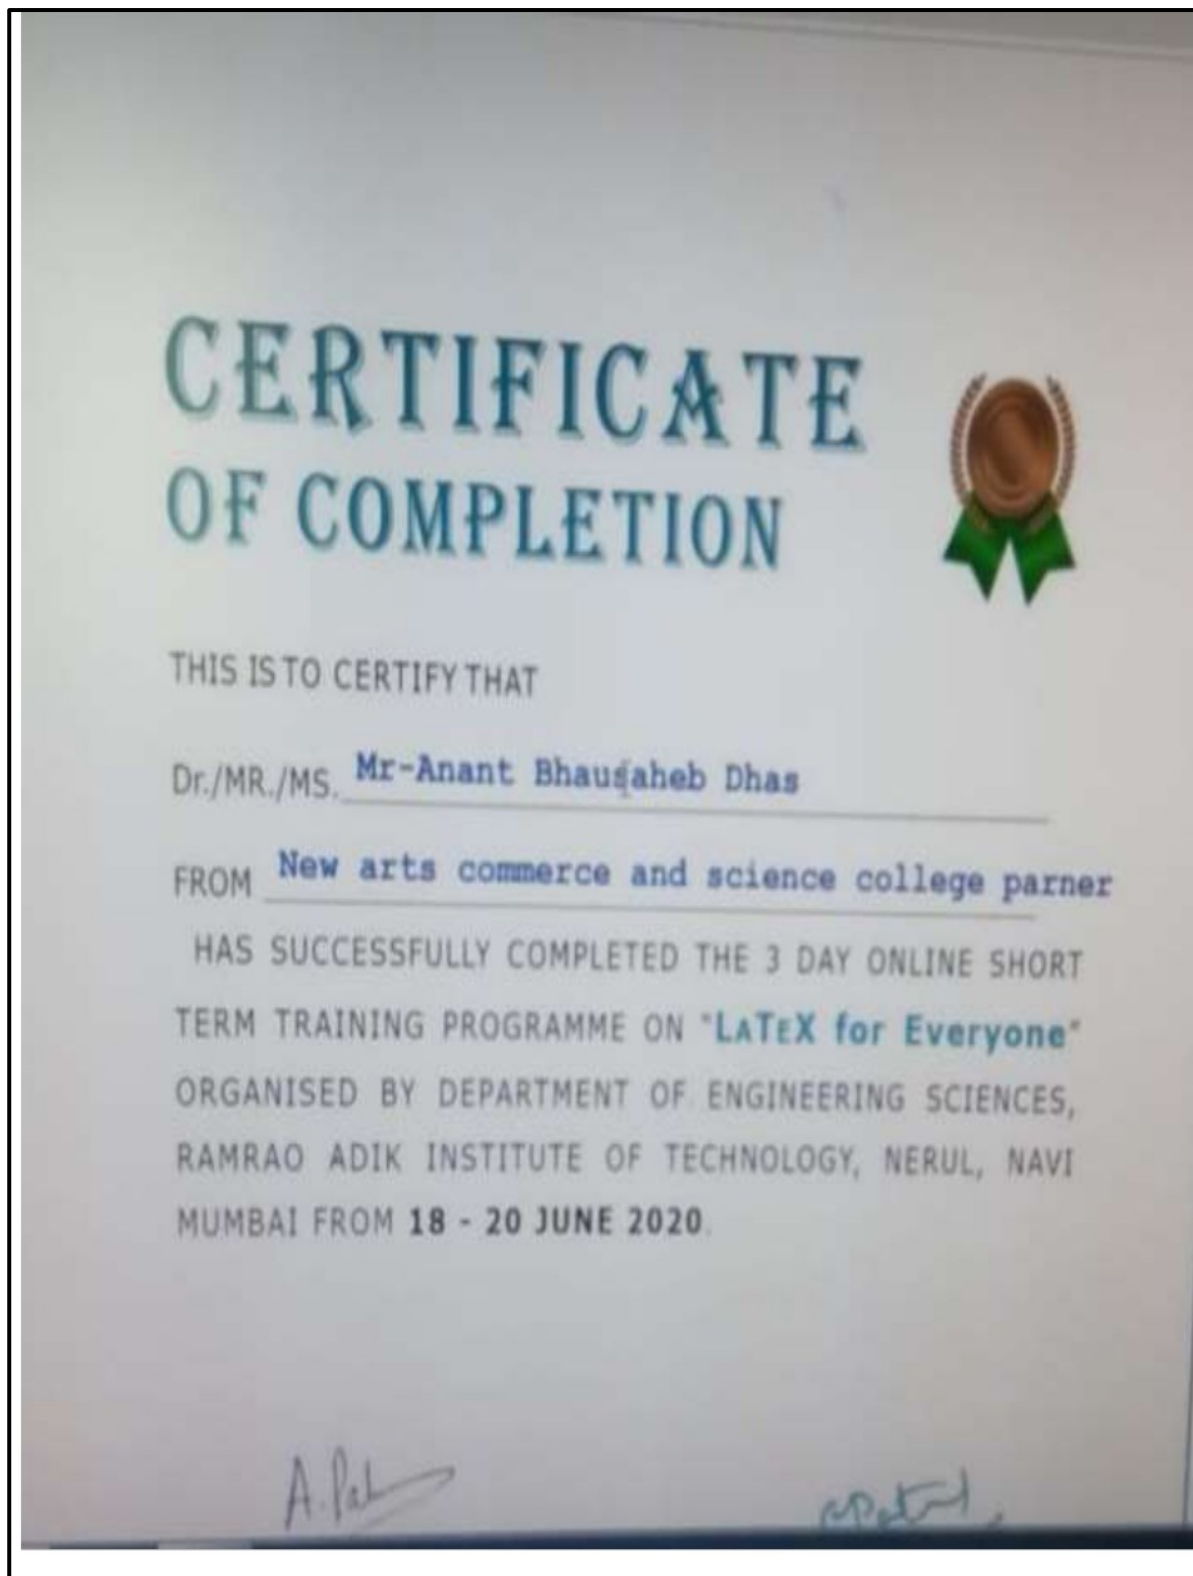 CERTIFICATE
OF COMPLETION
THIS IS TO CERTIFY THAT
Dr./MR./MS. Mr-Anant Bhausaheb Dhas
FROM New arts commerce and science college parner
HAS SUCCESSFULLY COMPLETED THE 3 DAY ONLINE SHORT
TERM TRAINING PROGRAMME ON "LATEX for Everyone"
ORGANISED BY DEPARTMENT OF ENGINEERING SCIENCES,
RAMRAO ADIK INSTITUTE OF TECHNOLOGY, NERUL, NAVI
MUMBAI FROM 18 - 20 JUNE 2020.